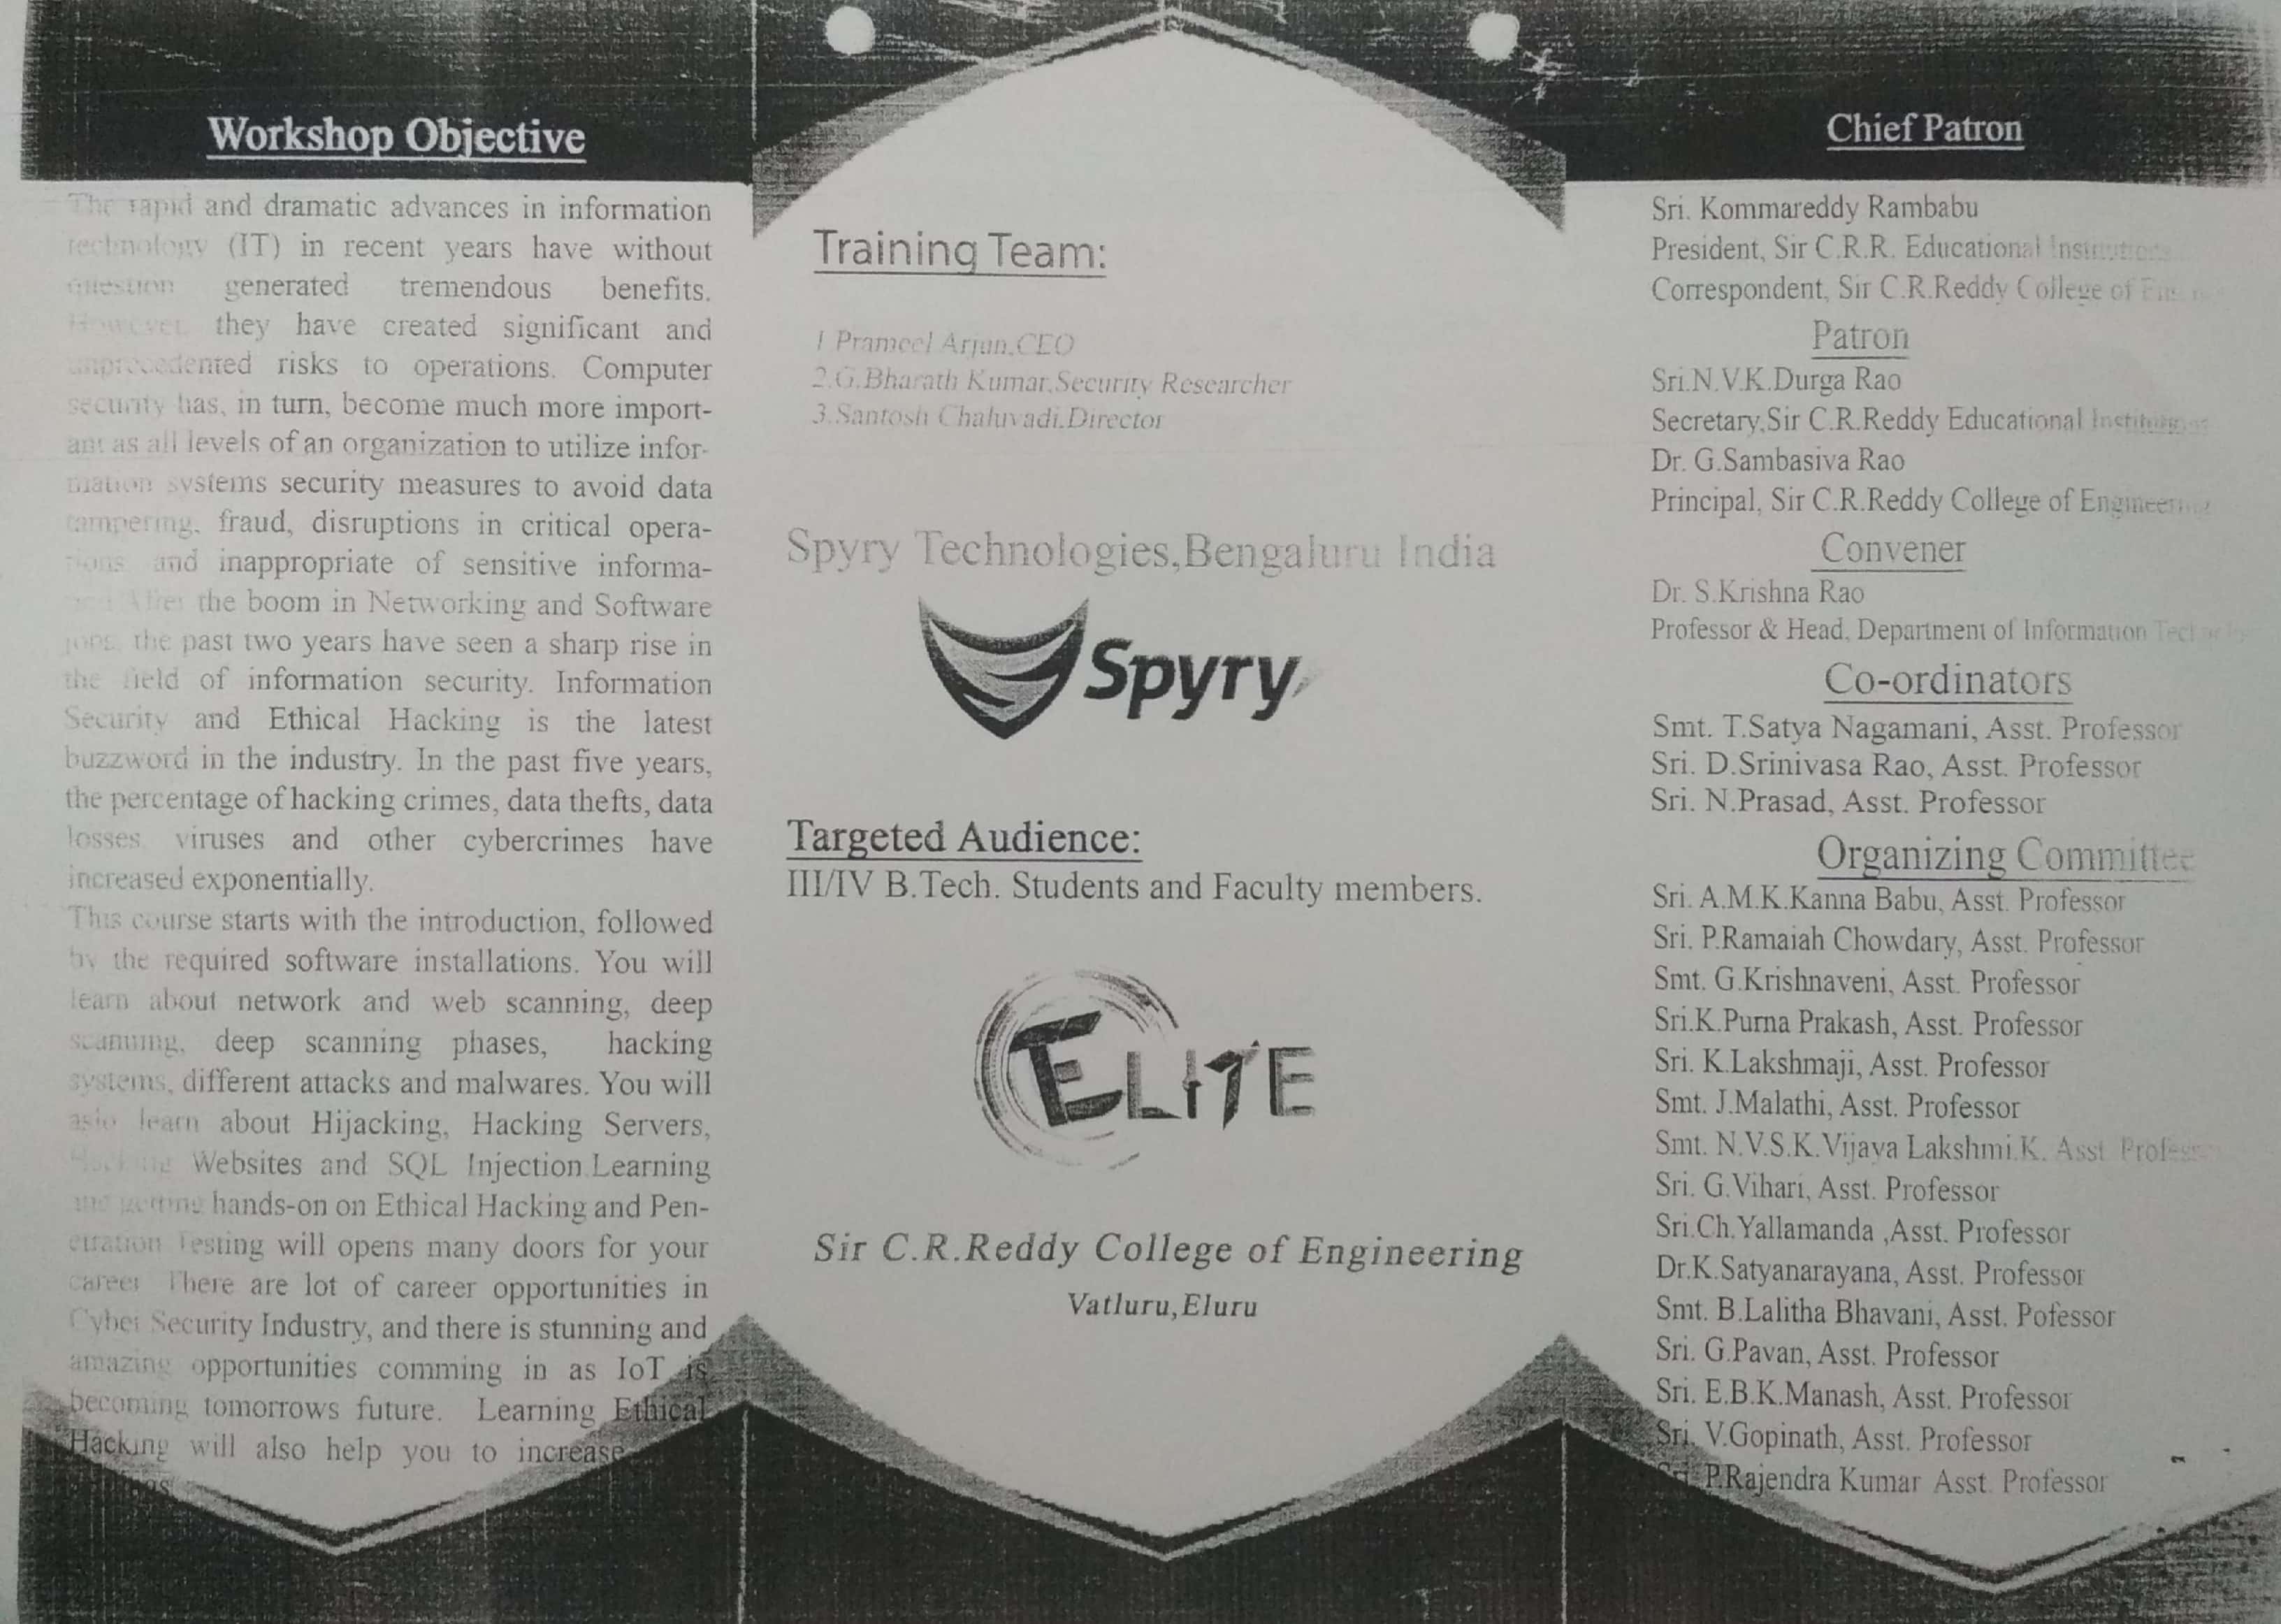 Workshop Objective
The rapid and dramatic advances in information
technology (IT) in recent years have without
question generated tremendous benefits.
However, they have created significant and
unprecedented risks to operations. Computer
security has, in turn, become much more import-
ant as all levels of an organization to utilize infor-
mation systems security measures to avoid data
tampering, fraud, disruptions in critical opera-
tions, and inappropriate of sensitive informa-
After the boom in Networking and Software
the past two years have seen a sharp rise in
the field of information security. Information
Security and Ethical Hacking is the latest
buzzword in the industry. In the past five years,
the percentage of hacking crimes, data thefts, data
losses, viruses and other cybercrimes have
increased exponentially.
This course starts with the introduction, followed
by the required software installations. You will
learn about network and web scanning, deep
scanning, deep scanning phases, hacking
systems, different attacks and malwares. You will
learn about Hijacking, Hacking Servers,
Hacking Websites and SQL Injection.Learning
and getting hands-on on Ethical Hacking and Pen-
etration Testing will opens many doors for your
career. There are lot of career opportunities in
Cyber Security Industry, and there is stunning and
amazing opportunities comming in as IoT is
becoming tomorrows future. Learning Ethical
Hacking will also help you to increase
Training Team:
1 Prameel Arjun,CEO
2.G.Bharath Kumar,Security Researcher
3.Santosh Chaluvadi.Director
Spyry Technologies,Bengaluru India
Spyry
Targeted Audience:
III/IV B.Tech. Students and Faculty members.
ELITE
Sir C.R.Reddy College of Engineering
Vatluru,Eluru
Chief Patron
Sri. Kommareddy Rambabu
President, Sir C.R.R. Educational Institutions
Correspondent, Sir C.R.Reddy College of
Patron
Sri.N.V.K.Durga Rao
Secretary,Sir C.R.Reddy Educational Institutions
Dr. G.Sambasiva Rao
Principal, Sir C.R.Reddy College of Engineering
Convener
Dr. S.Krishna Rao
Professor & Head, Department of Information
Co-ordinators
Smt. T.Satya Nagamani, Asst. Professor
Sri. D.Srinivasa Rao, Asst. Professor
Sri. N.Prasad, Asst. Professor
Organizing Committee
Sri. A.M.K.Kanna Babu, Asst. Professor
Sri. P.Ramaiah Chowdary, Asst. Professor
Smt. G.Krishnaveni, Asst. Professor
Sri.K.Purna Prakash, Asst. Professor
Sri. K.Lakshmaji, Asst. Professor
Smt. J.Malathi, Asst. Professor
Smt. N.V.S.K.Vijaya Lakshmi.K. Asst. Professor
Sri. G.Vihari, Asst. Professor
Sri.Ch.Yallamanda ,Asst. Professor
Dr.K.Satyanarayana, Asst. Professor
Smt. B.Lalitha Bhavani, Asst. Pofessor
Sri. G.Pavan, Asst. Professor
Sri. E.B.K.Manash, Asst. Professor
Sri. V.Gopinath, Asst. Professor
Sri. P.Rajendra Kumar Asst. Professor